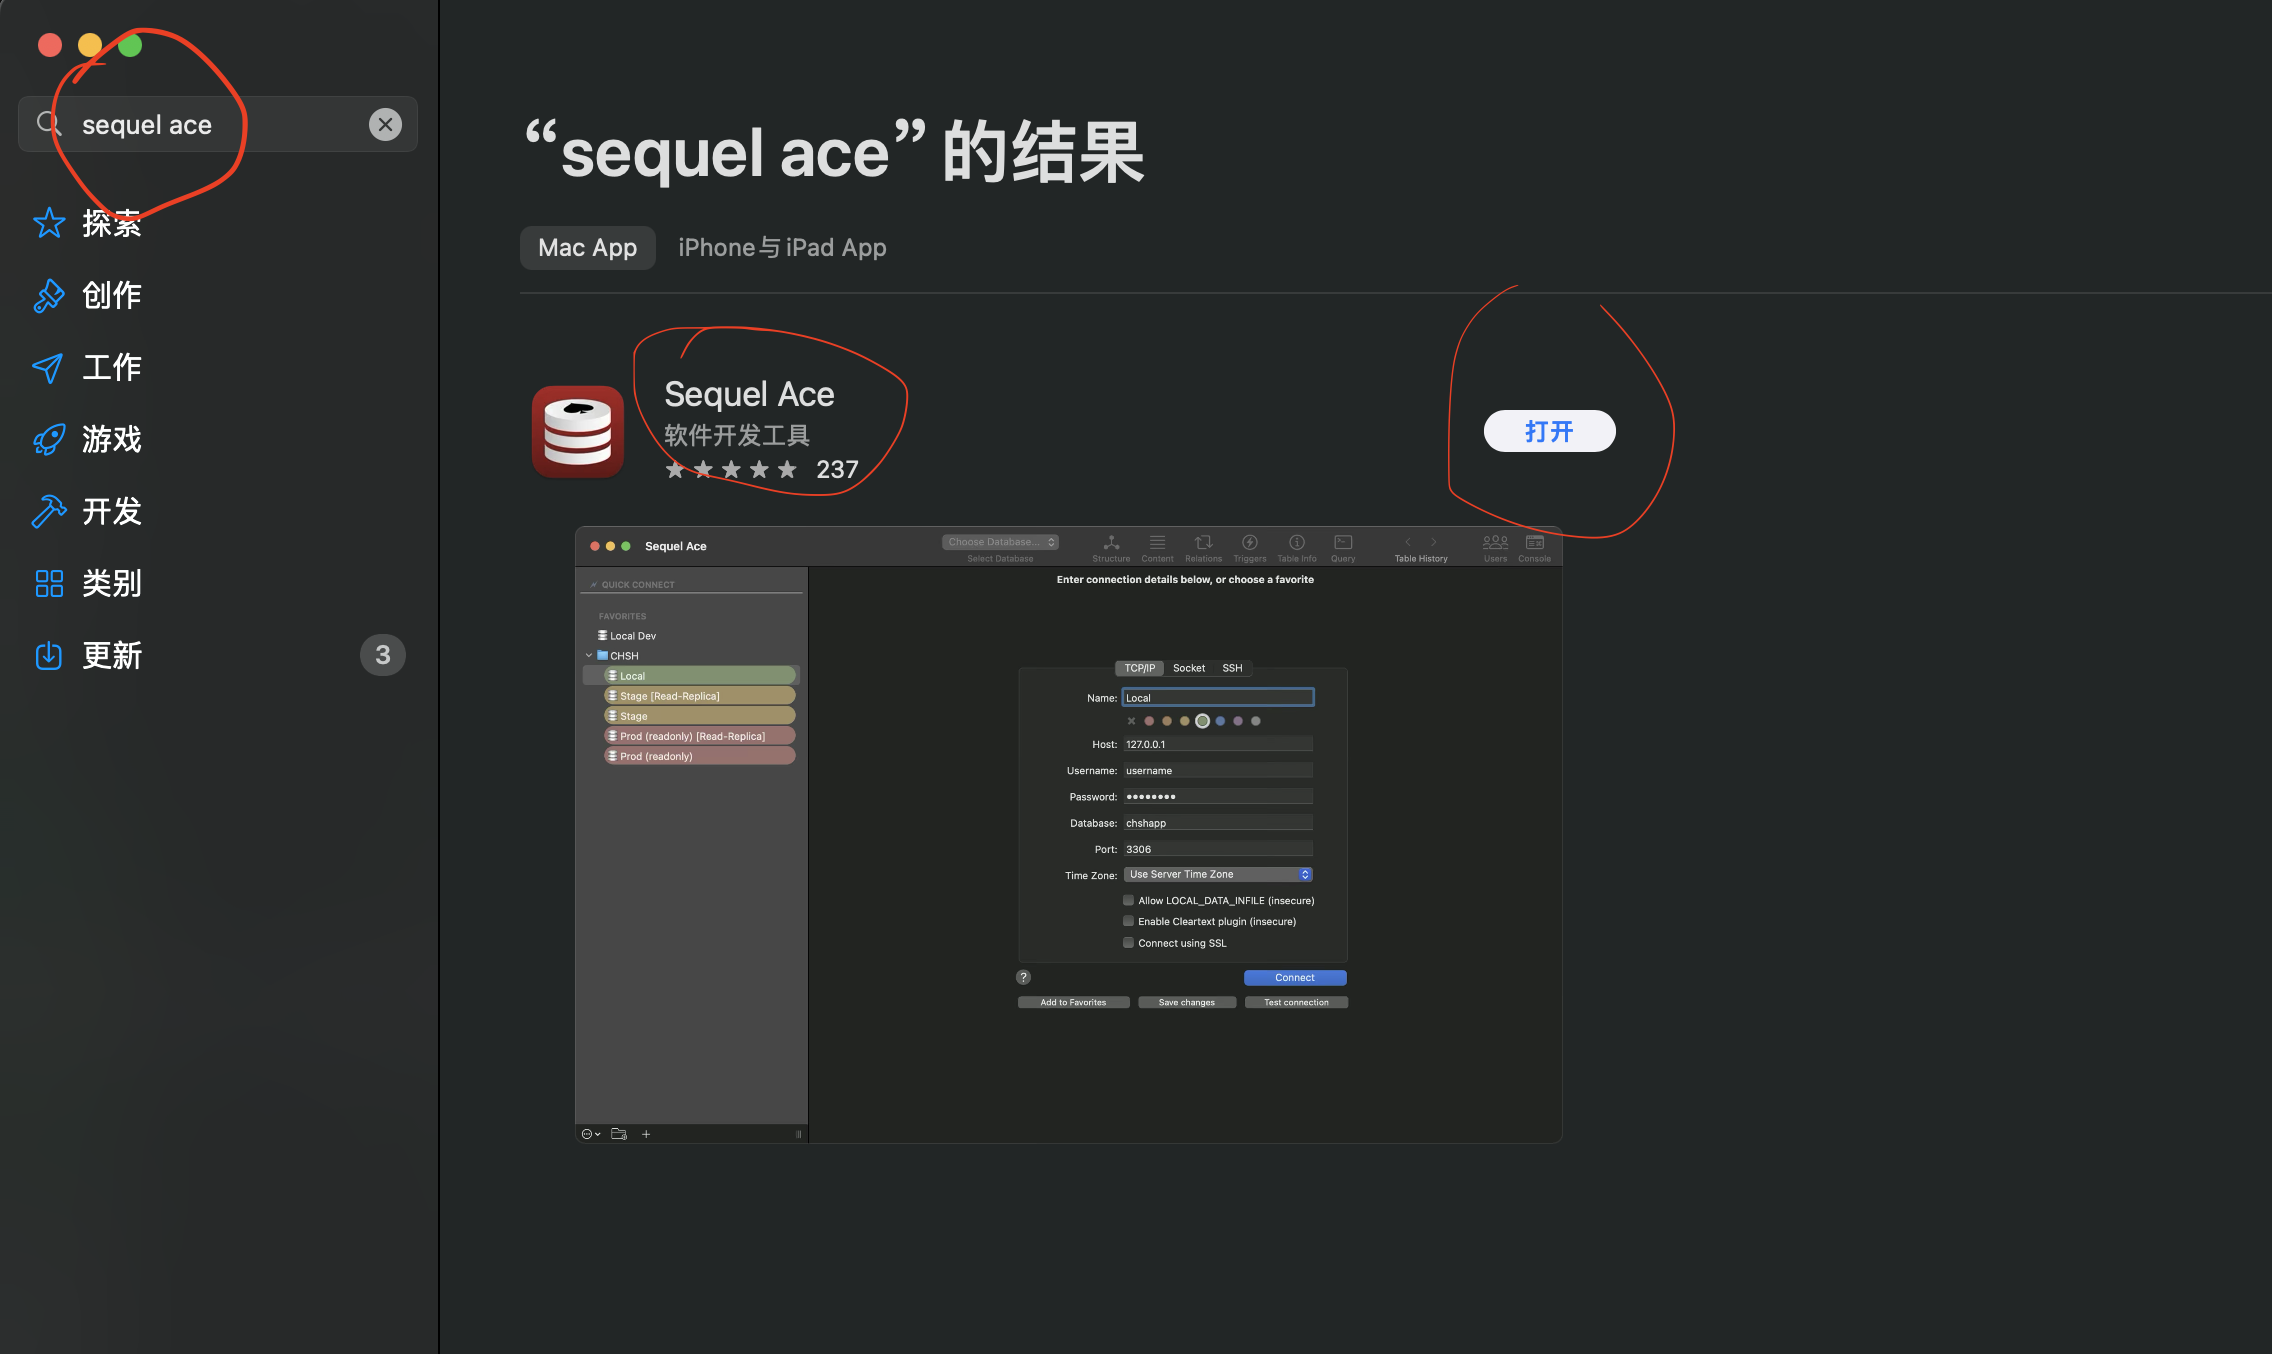 sequel ace
探索
创作
工作
游戏
开发
类别
更新
3
“sequel ace”的结果
Mac App
iPhone与iPad App
Sequel Ace
软件开发工具
237
打开
Sequel Ace
Choose Database...
Select Database
Structure
Content
Relations
Triggers
Table Info
Query
Table History
Users
Console
QUICK CONNECT
FAVORITES
Local Dev
CHSH
Local
Stage [Read-Replica]
Stage
Prod (readonly) [Read-Replica]
Prod (readonly)
Enter connection details below, or choose a favorite
TCP/IP
Socket
SSH
Name: Local
Host: 127.0.0.1
Username: username
Password: ••••••••
Database: chshapp
Port: 3306
Time Zone: Use Server Time Zone
Allow LOCAL_DATA_INFILE (insecure)
Enable Cleartext plugin (insecure)
Connect using SSL
?
Connect
Add to Favorites
Save changes
Test connection